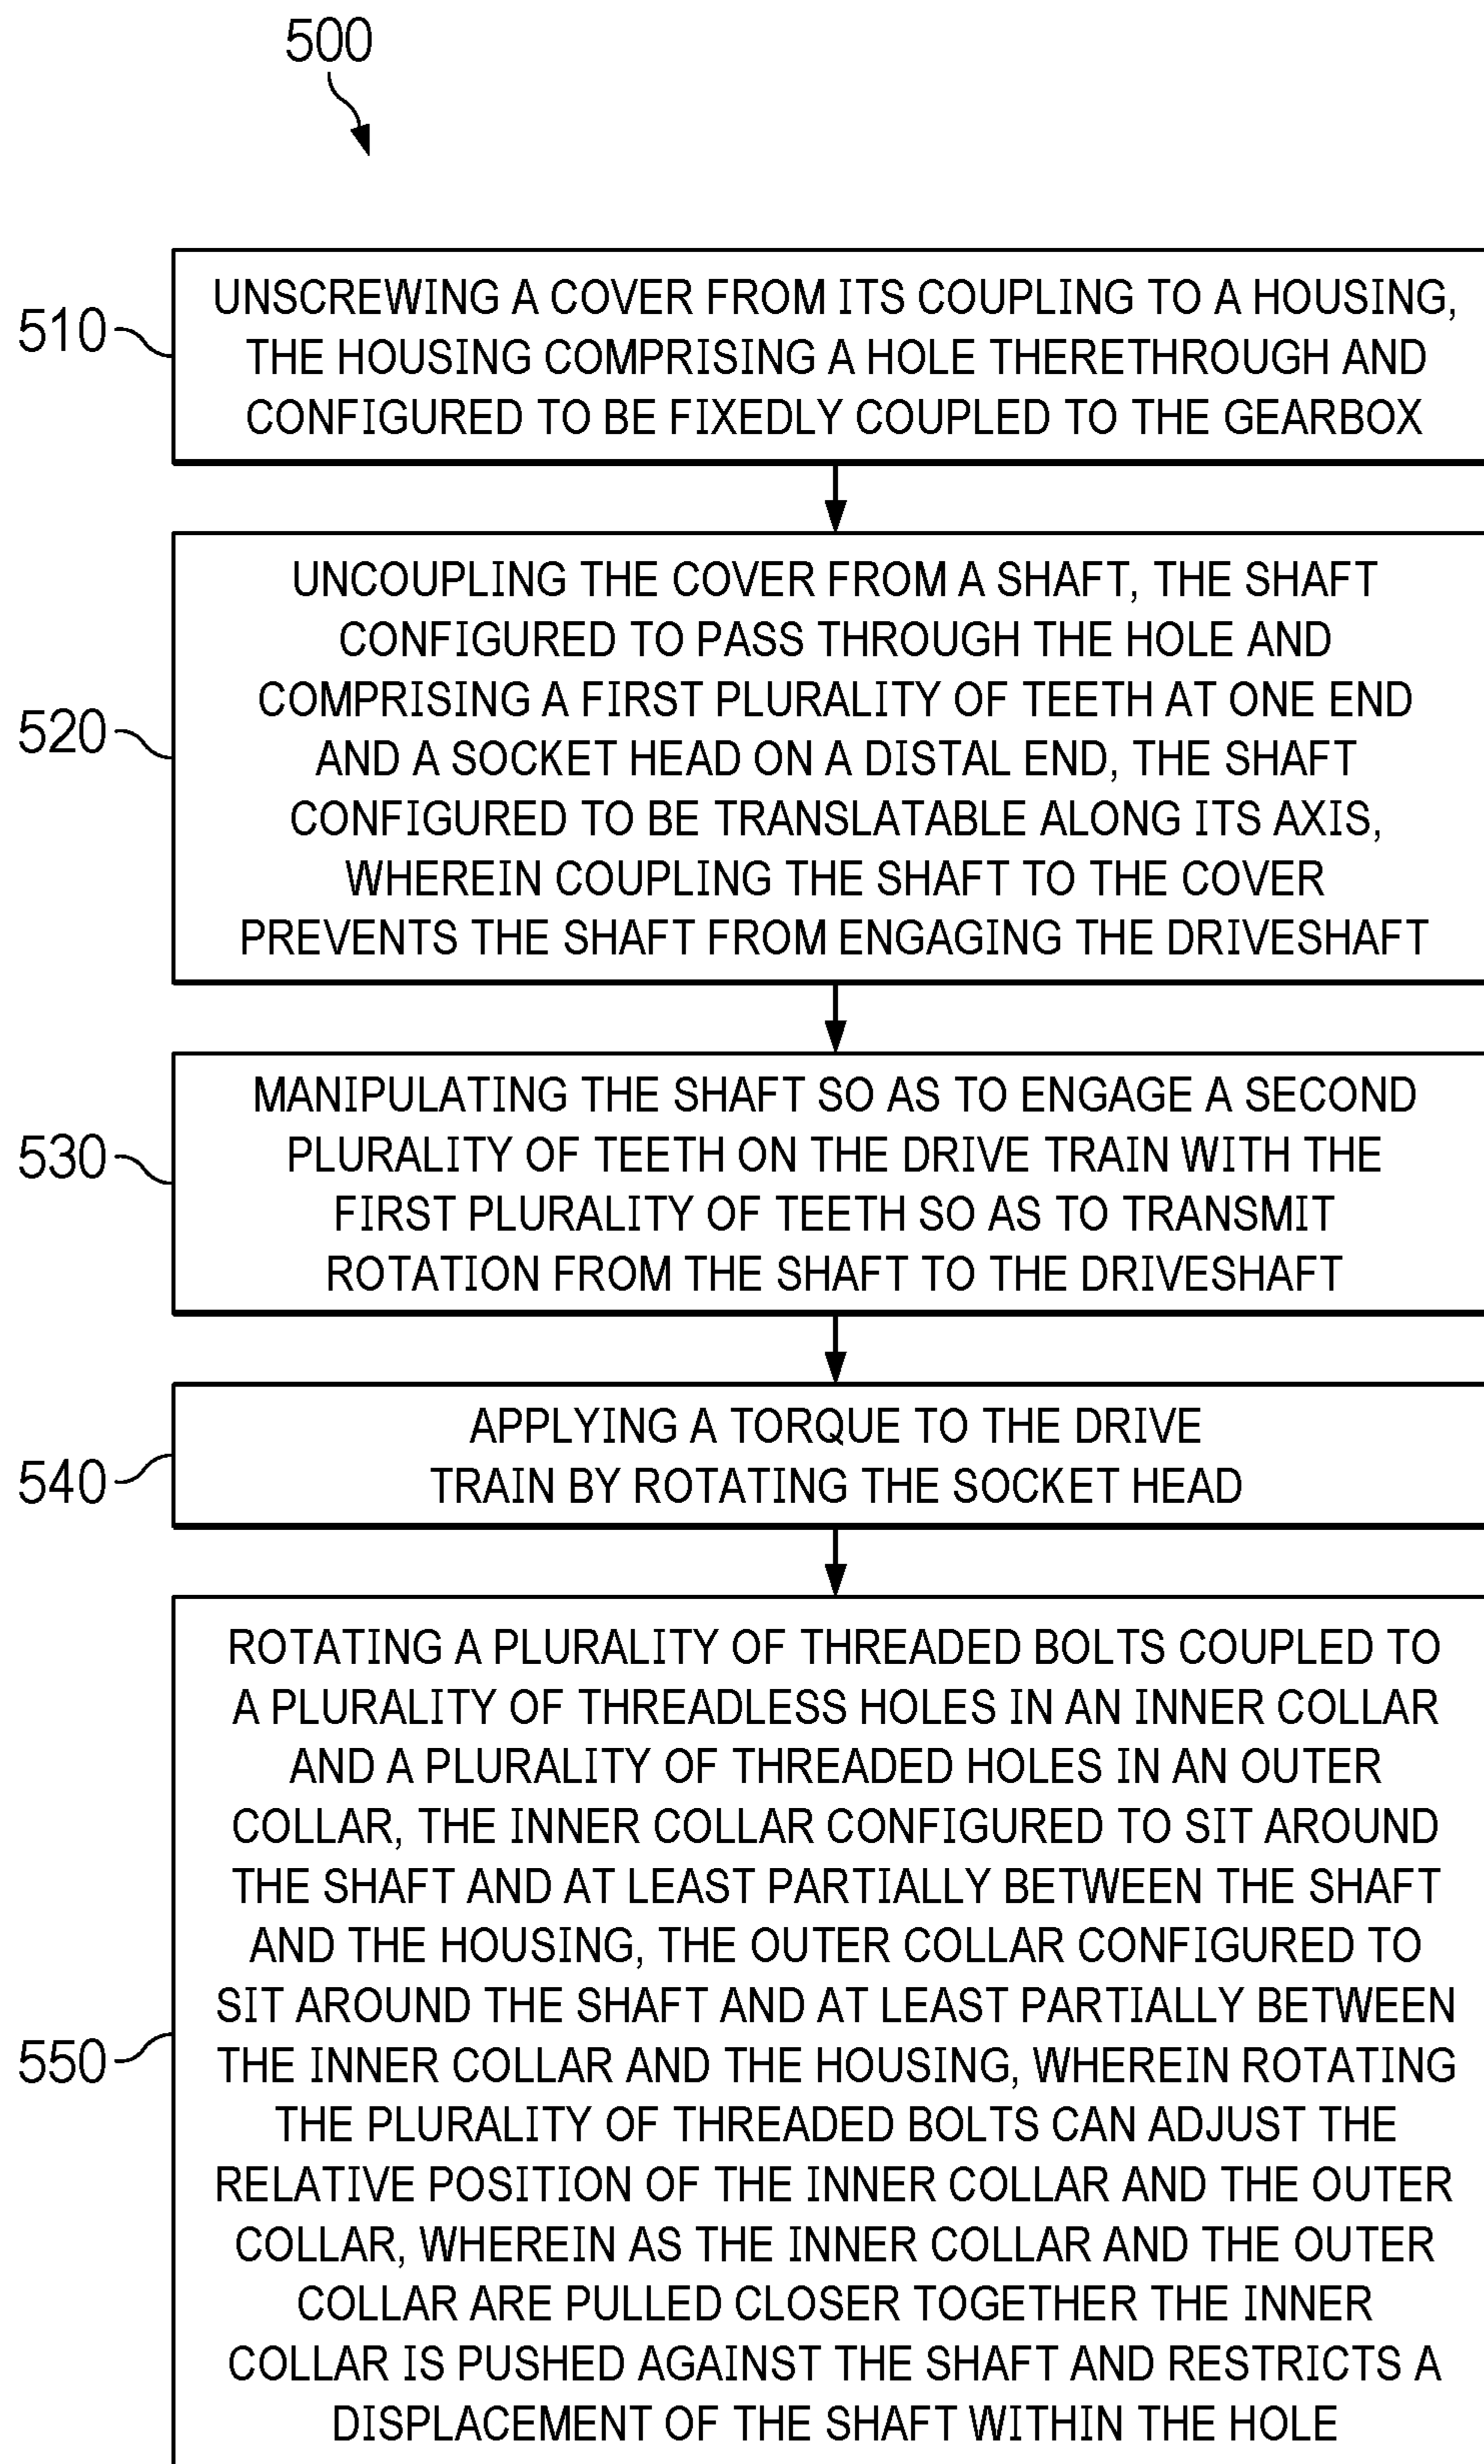 500
510
UNSCREWING A COVER FROM ITS COUPLING TO A HOUSING,
THE HOUSING COMPRISING A HOLE THERETHROUGH AND
CONFIGURED TO BE FIXEDLY COUPLED TO THE GEARBOX
520
UNCOUPLING THE COVER FROM A SHAFT, THE SHAFT
CONFIGURED TO PASS THROUGH THE HOLE AND
COMPRISING A FIRST PLURALITY OF TEETH AT ONE END
AND A SOCKET HEAD ON A DISTAL END, THE SHAFT
CONFIGURED TO BE TRANSLATABLE ALONG ITS AXIS,
WHEREIN COUPLING THE SHAFT TO THE COVER
PREVENTS THE SHAFT FROM ENGAGING THE DRIVESHAFT
530
MANIPULATING THE SHAFT SO AS TO ENGAGE A SECOND
PLURALITY OF TEETH ON THE DRIVE TRAIN WITH THE
FIRST PLURALITY OF TEETH SO AS TO TRANSMIT
ROTATION FROM THE SHAFT TO THE DRIVESHAFT
540
APPLYING A TORQUE TO THE DRIVE
TRAIN BY ROTATING THE SOCKET HEAD
550
ROTATING A PLURALITY OF THREADED BOLTS COUPLED TO
A PLURALITY OF THREADLESS HOLES IN AN INNER COLLAR
AND A PLURALITY OF THREADED HOLES IN AN OUTER
COLLAR, THE INNER COLLAR CONFIGURED TO SIT AROUND
THE SHAFT AND AT LEAST PARTIALLY BETWEEN THE SHAFT
AND THE HOUSING, THE OUTER COLLAR CONFIGURED TO
SIT AROUND THE SHAFT AND AT LEAST PARTIALLY BETWEEN
THE INNER COLLAR AND THE HOUSING, WHEREIN ROTATING
THE PLURALITY OF THREADED BOLTS CAN ADJUST THE
RELATIVE POSITION OF THE INNER COLLAR AND THE OUTER
COLLAR, WHEREIN AS THE INNER COLLAR AND THE OUTER
COLLAR ARE PULLED CLOSER TOGETHER THE INNER
COLLAR IS PUSHED AGAINST THE SHAFT AND RESTRICTS A
DISPLACEMENT OF THE SHAFT WITHIN THE HOLE